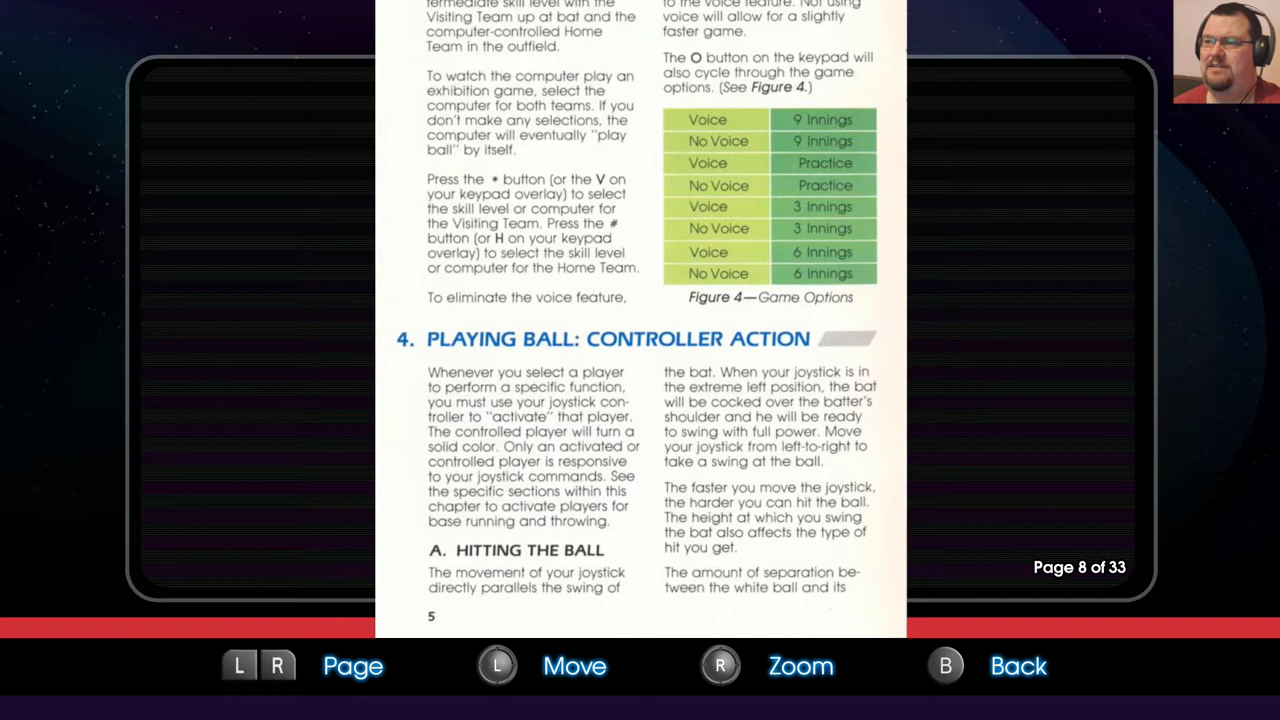 termediate skill level with the
Visiting Team up at bat and the
computer-controlled Home
Team in the outfield.
To watch the computer play an
exhibition game, select the
computer for both teams. If you
don't make any selections, the
computer will eventually "play
ball" by itself.
Press the * button (or the V on
your keypad overlay) to select
the skill level or computer for
the Visiting Team. Press the #
button (or H on your keypad
overlay) to select the skill level
or computer for the Home Team.
To eliminate the voice feature,
to the voice feature. Not using
voice will allow for a slightly
faster game.
The O button on the keypad will
also cycle through the game
options. (See Figure 4.)
Voice 9 Innings
No Voice 9 Innings
Voice Practice
No Voice Practice
Voice 3 Innings
No Voice 3 Innings
Voice 6 Innings
No Voice 6 Innings
Figure 4—Game Options
4. PLAYING BALL: CONTROLLER ACTION
Whenever you select a player
to perform a specific function,
you must use your joystick con-
troller to "activate" that player.
The controlled player will turn a
solid color. Only an activated or
controlled player is responsive
to your joystick commands. See
the specific sections within this
chapter to activate players for
base running and throwing.
A. HITTING THE BALL
The movement of your joystick
directly parallels the swing of
the bat. When your joystick is in
the extreme left position, the bat
will be cocked over the batter's
shoulder and he will be ready
to swing with full power. Move
your joystick from left-to-right to
take a swing at the ball.
The faster you move the joystick,
the harder you can hit the ball.
The height at which you swing
the bat also affects the type of
hit you get.
The amount of separation be-
tween the white ball and its
5
Page 8 of 33
L R Page L Move R Zoom B Back